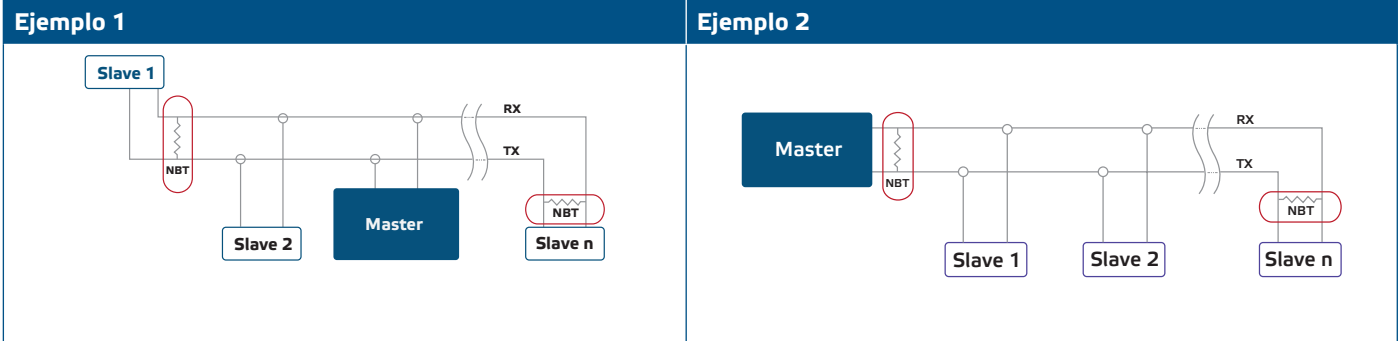 Ejemplo 1
Slave 1
RX
TX
NBT
NBT
Master
Slave 2
Slave n
Ejemplo 2
RX
Master
TX
NBT
NBT
Slave 1
Slave 2
Slave n